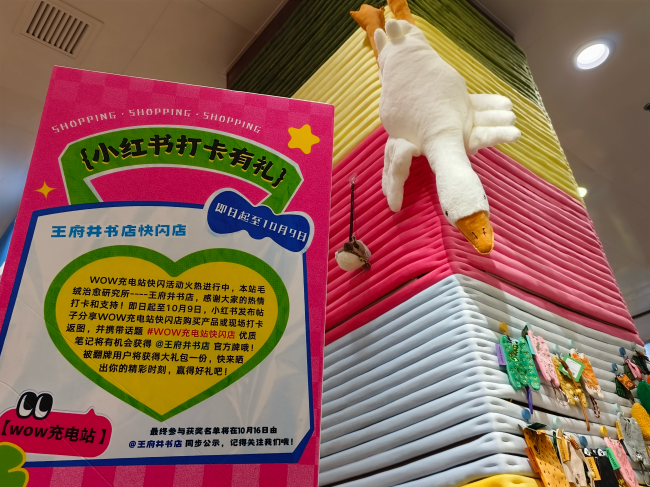 SHOPPING · SHOPPING · SHOPPING
{小红书打卡有礼}
即日起至10月9日
王府井书店快闪店
WOW充电站快闪活动火热进行中，本站毛
绒治愈研究所----王府井书店，感谢大家的热情
打卡和支持！即日起至10月9日，小红书发布帖
子分享WOW充电站快闪店购买产品或现场打卡
返图，并携带话题 #WOW充电站快闪店 优质
笔记将有机会获得 @王府井书店 官方牌哦！
被翻牌用户将获得大礼包一份，快来晒
出你的精彩时刻，赢得好礼吧！
【wow充电站】
最终参与获奖名单将在10月16日由
@王府井书店 同步公示，记得关注我们哦！